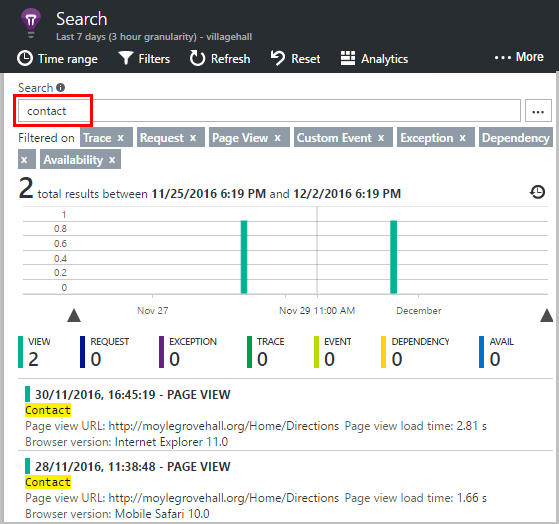 Search
Last 7 days (3 hour granularity) - villagehall
Time range Filters Refresh Reset Analytics ••• More
Search
contact ...
Filtered on Trace x Request x Page View x Custom Event x Exception x Dependency
x Availability x
2 total results between 11/25/2016 6:19 PM and 12/2/2016 6:19 PM
1
0.8
0.6
0.4
0.2
0
Nov 27 Nov 29 11:00 AM December
VIEW REQUEST EXCEPTION TRACE EVENT DEPENDENCY AVAIL
2 0 0 0 0 0 0
30/11/2016, 16:45:19 - PAGE VIEW
Contact
Page view URL: http://moylegrovehall.org/Home/Directions Page view load time: 2.81 s
Browser version: Internet Explorer 11.0
28/11/2016, 11:38:48 - PAGE VIEW
Contact
Page view URL: http://moylegrovehall.org/Home/Directions Page view load time: 1.66 s
Browser version: Mobile Safari 10.0